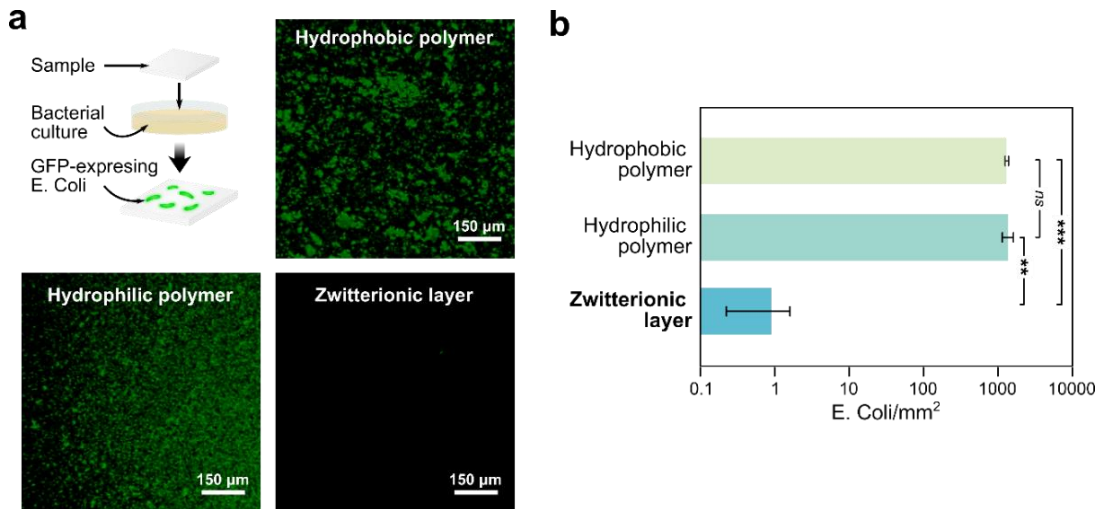 a
Sample
Bacterial
culture
GFP-expresing
E. Coli
Hydrophobic polymer
150 µm
Hydrophilic polymer
150 µm
Zwitterionic layer
150 µm
b
Hydrophobic
polymer
Hydrophilic
polymer
Zwitterionic
layer
ns
**
***
0.1 1 10 100 1000 10000
E. Coli/mm²